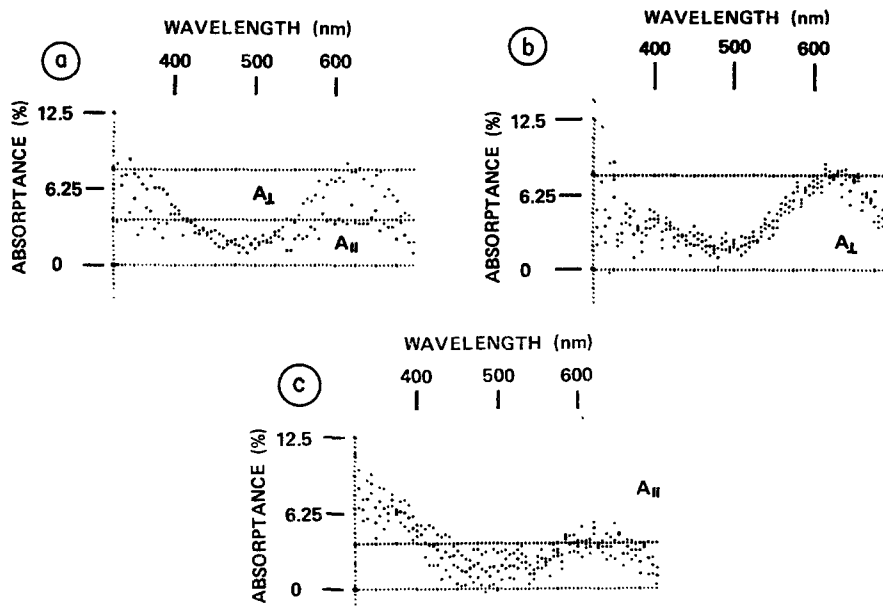 WAVELENGTH (nm)
a
400 500 600
ABSORPTANCE (%)
12.5
6.25
0
A⊥
A∥
WAVELENGTH (nm)
b
400 500 600
ABSORPTANCE (%)
12.5
6.25
0
A⊥
WAVELENGTH (nm)
c
400 500 600
ABSORPTANCE (%)
12.5
6.25
0
A∥